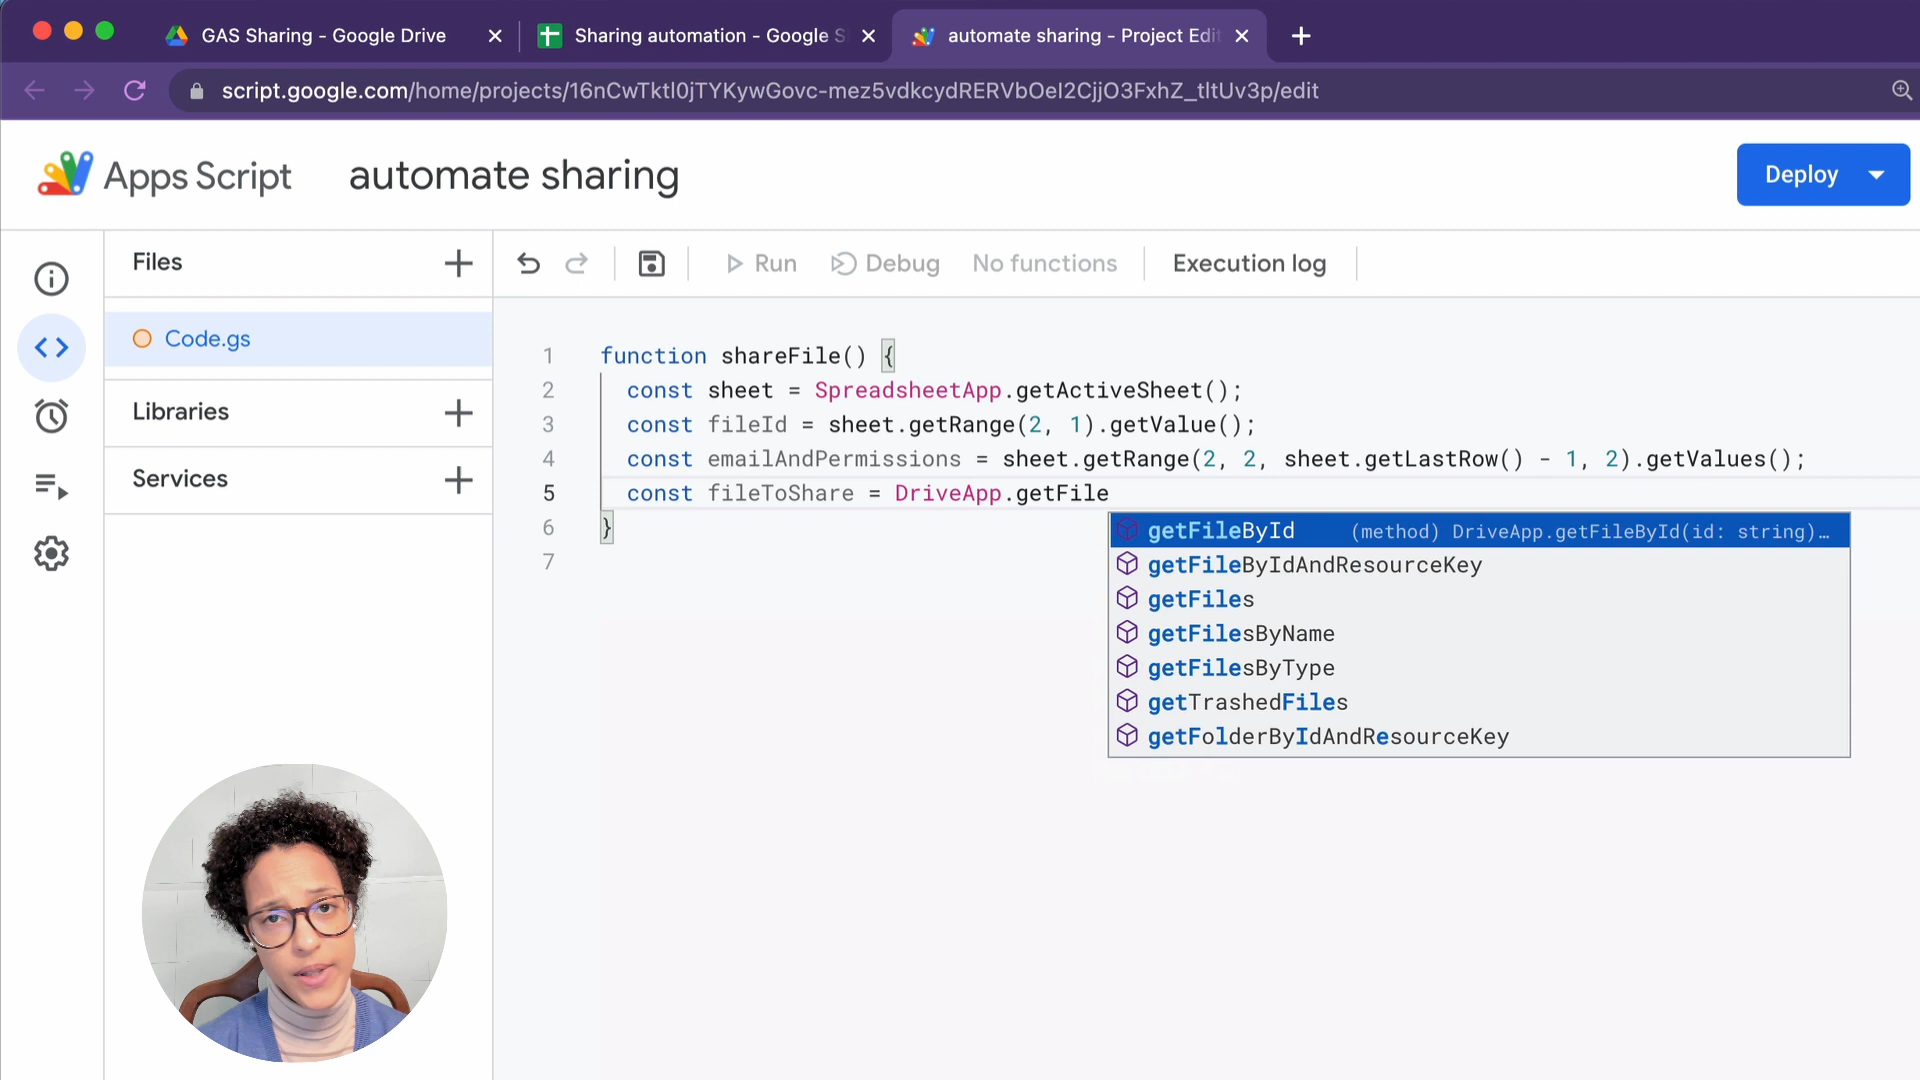 GAS Sharing - Google Drive
Sharing automation - Google S
automate sharing - Project Edit
script.google.com/home/projects/16nCwTktl0jTYKywGovc-mez5vdkcydRERVbOeI2CjjO3FxhZ_tltUv3p/edit
Apps Script
automate sharing
Deploy
Files
Run
Debug
No functions
Execution log
Code.gs
Libraries
Services
1 function shareFile() {
2 const sheet = SpreadsheetApp.getActiveSheet();
3 const fileId = sheet.getRange(2, 1).getValue();
4 const emailAndPermissions = sheet.getRange(2, 2, sheet.getLastRow() - 1, 2).getValues();
5 const fileToShare = DriveApp.getFile
6 }
7
getFileById (method) DriveApp.getFileById(id: string)…
getFileByIdAndResourceKey
getFiles
getFilesByName
getFilesByType
getTrashedFiles
getFolderByIdAndResourceKey